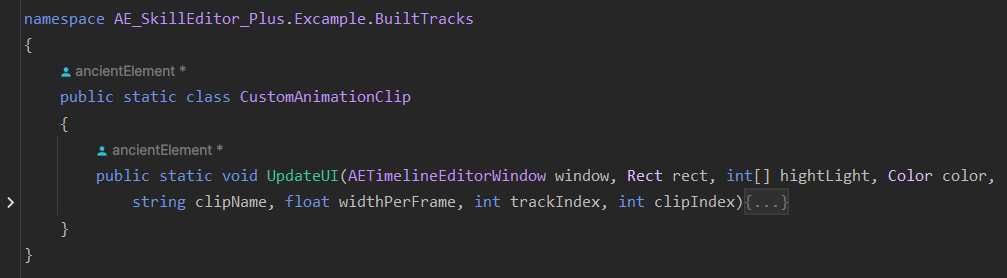 namespace AE_SkillEditor_Plus.Excample.BuiltTracks
{
ancientElement *
public static class CustomAnimationClip
{
ancientElement *
public static void UpdateUI(AETimelineEditorWindow window, Rect rect, int[] hightLight, Color color,
string clipName, float widthPerFrame, int trackIndex, int clipIndex){...}
}
}